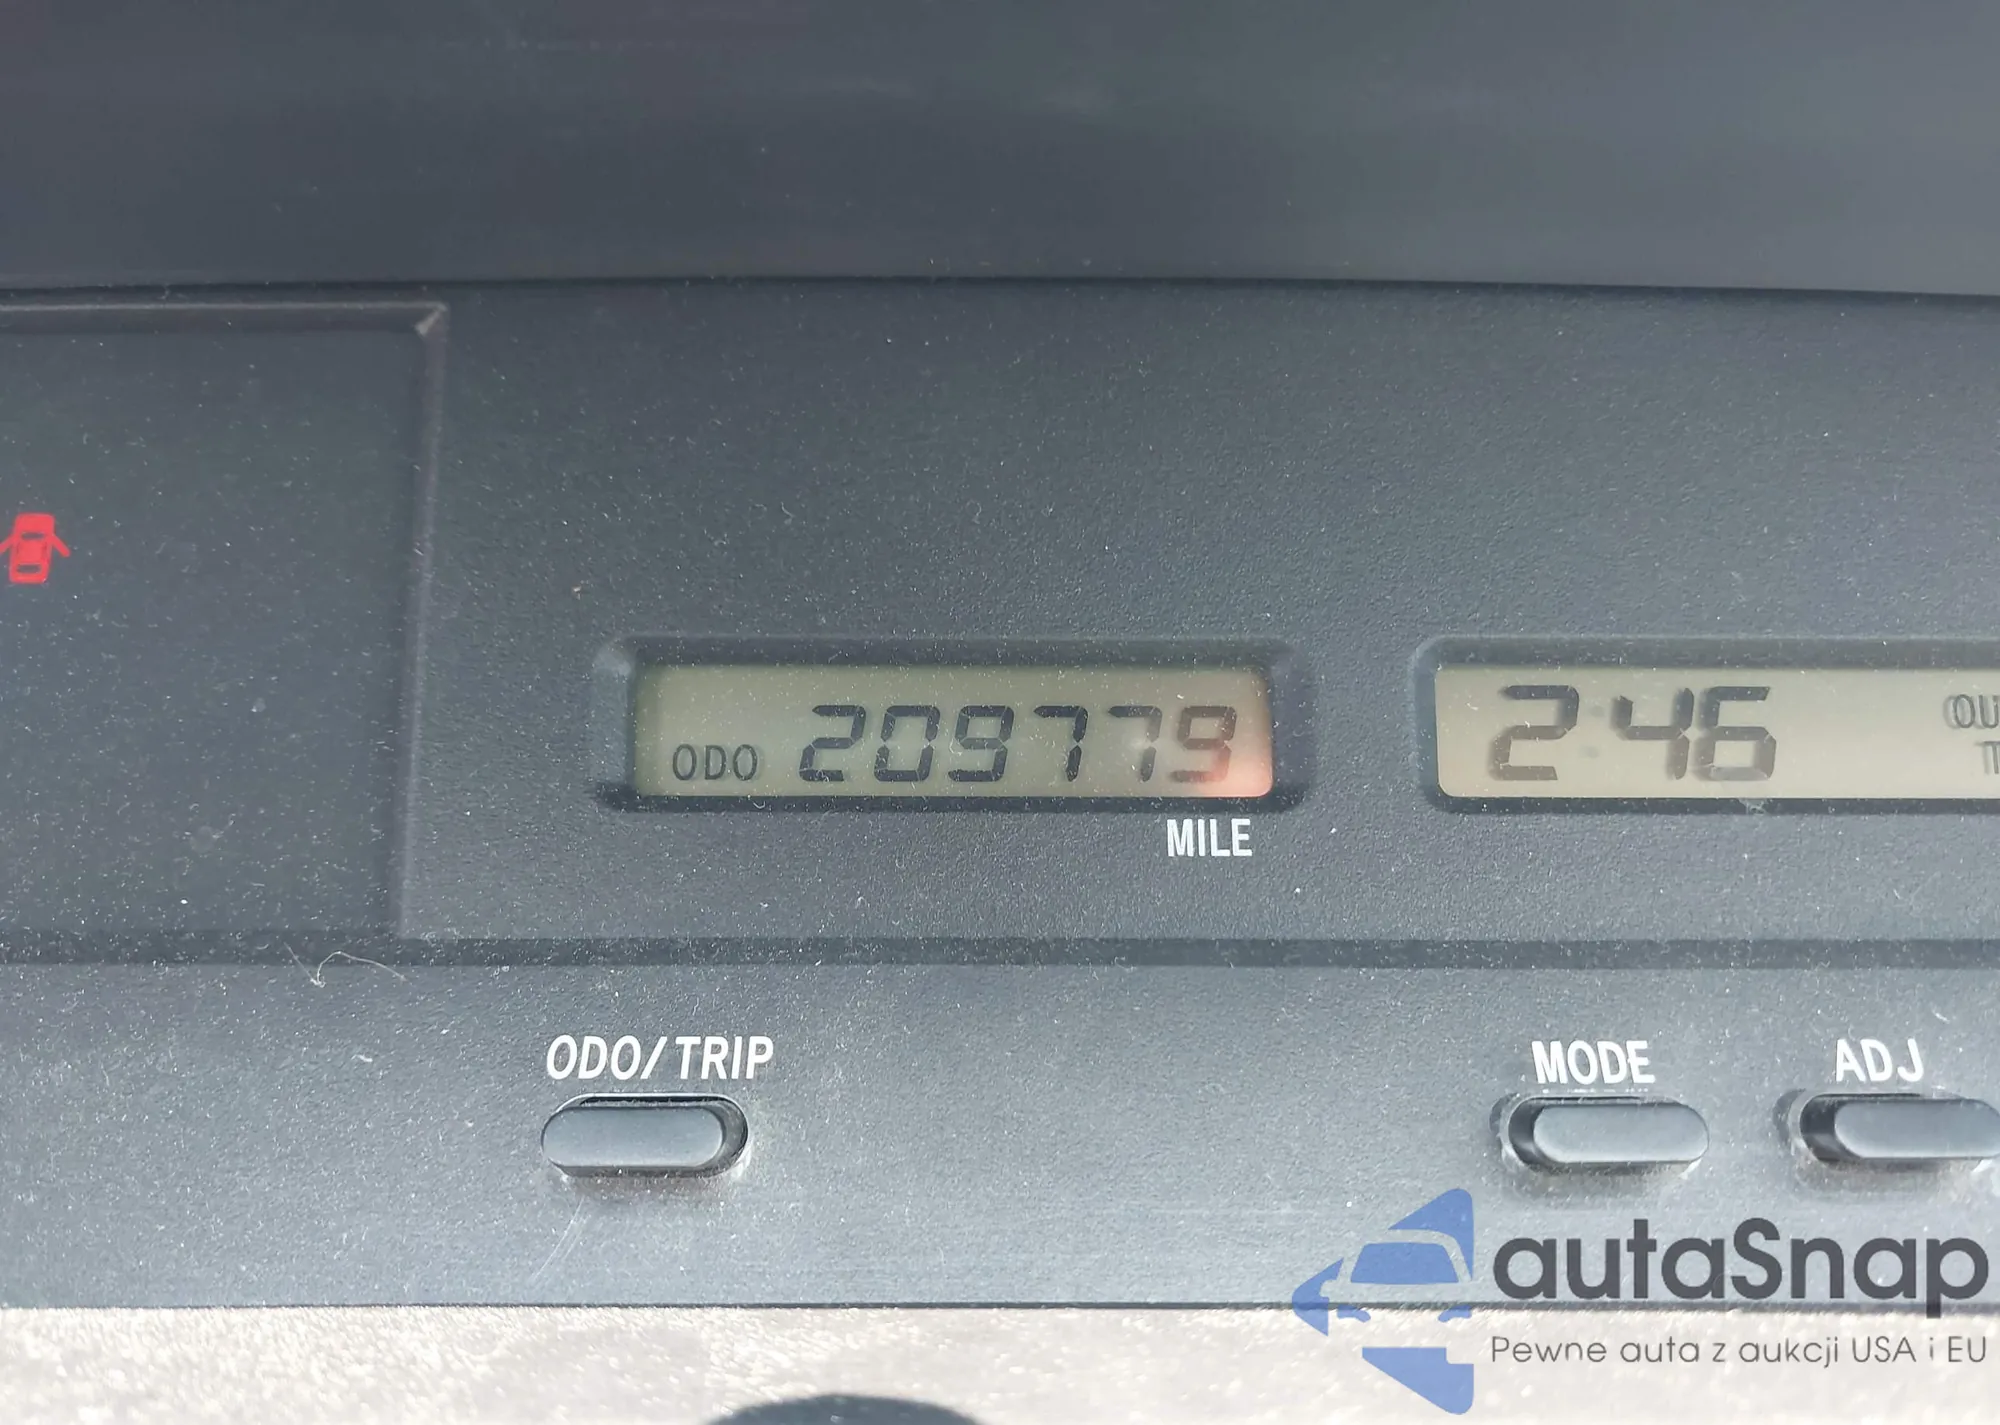 ODO 209779
MILE
2:46
ODO/TRIP
MODE
ADJ
autaSnap
Pewne auta z aukcji USA i EU